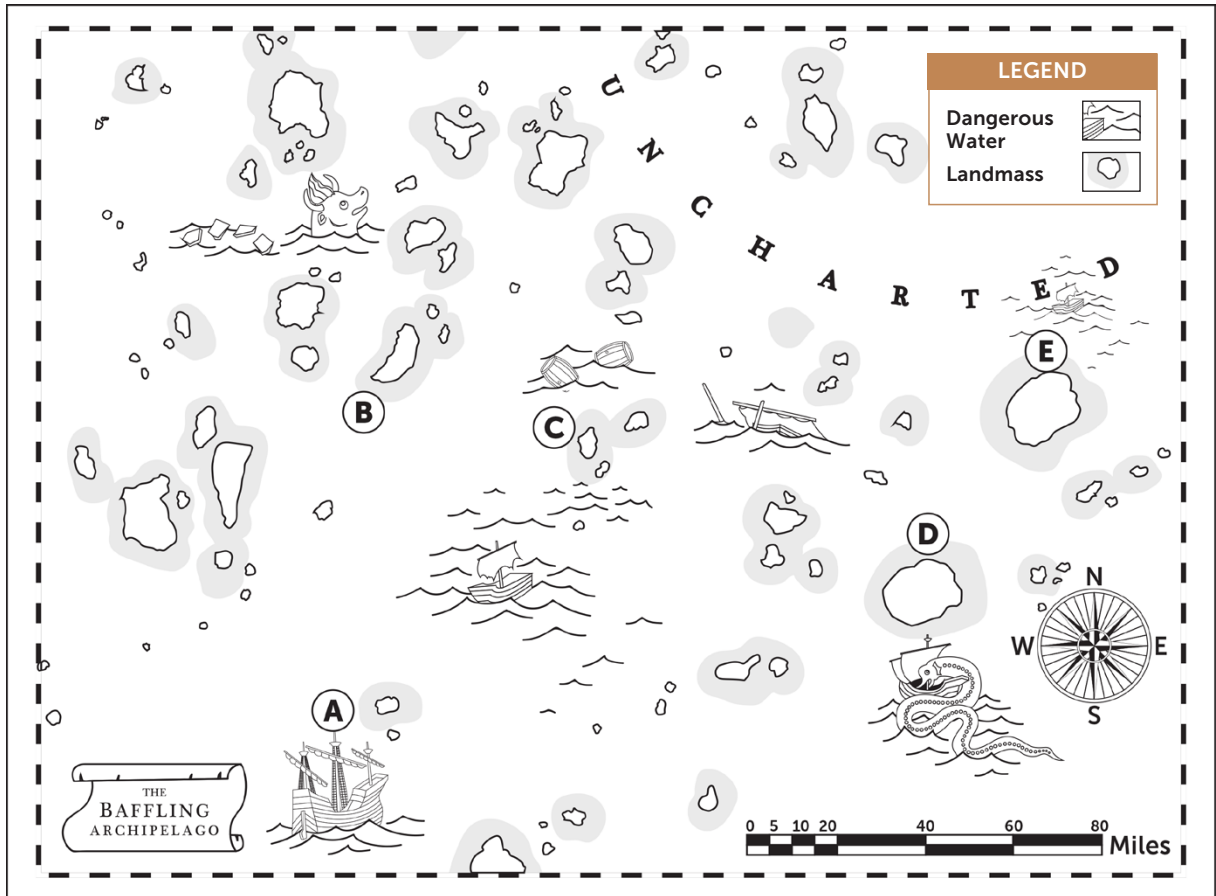 UNCHARTED
LEGEND
Dangerous
Water
Landmass
E
B
C
D
N
W
E
S
A
THE
BAFFLING
ARCHIPELAGO
0 5 10 20 40 60 80
Miles